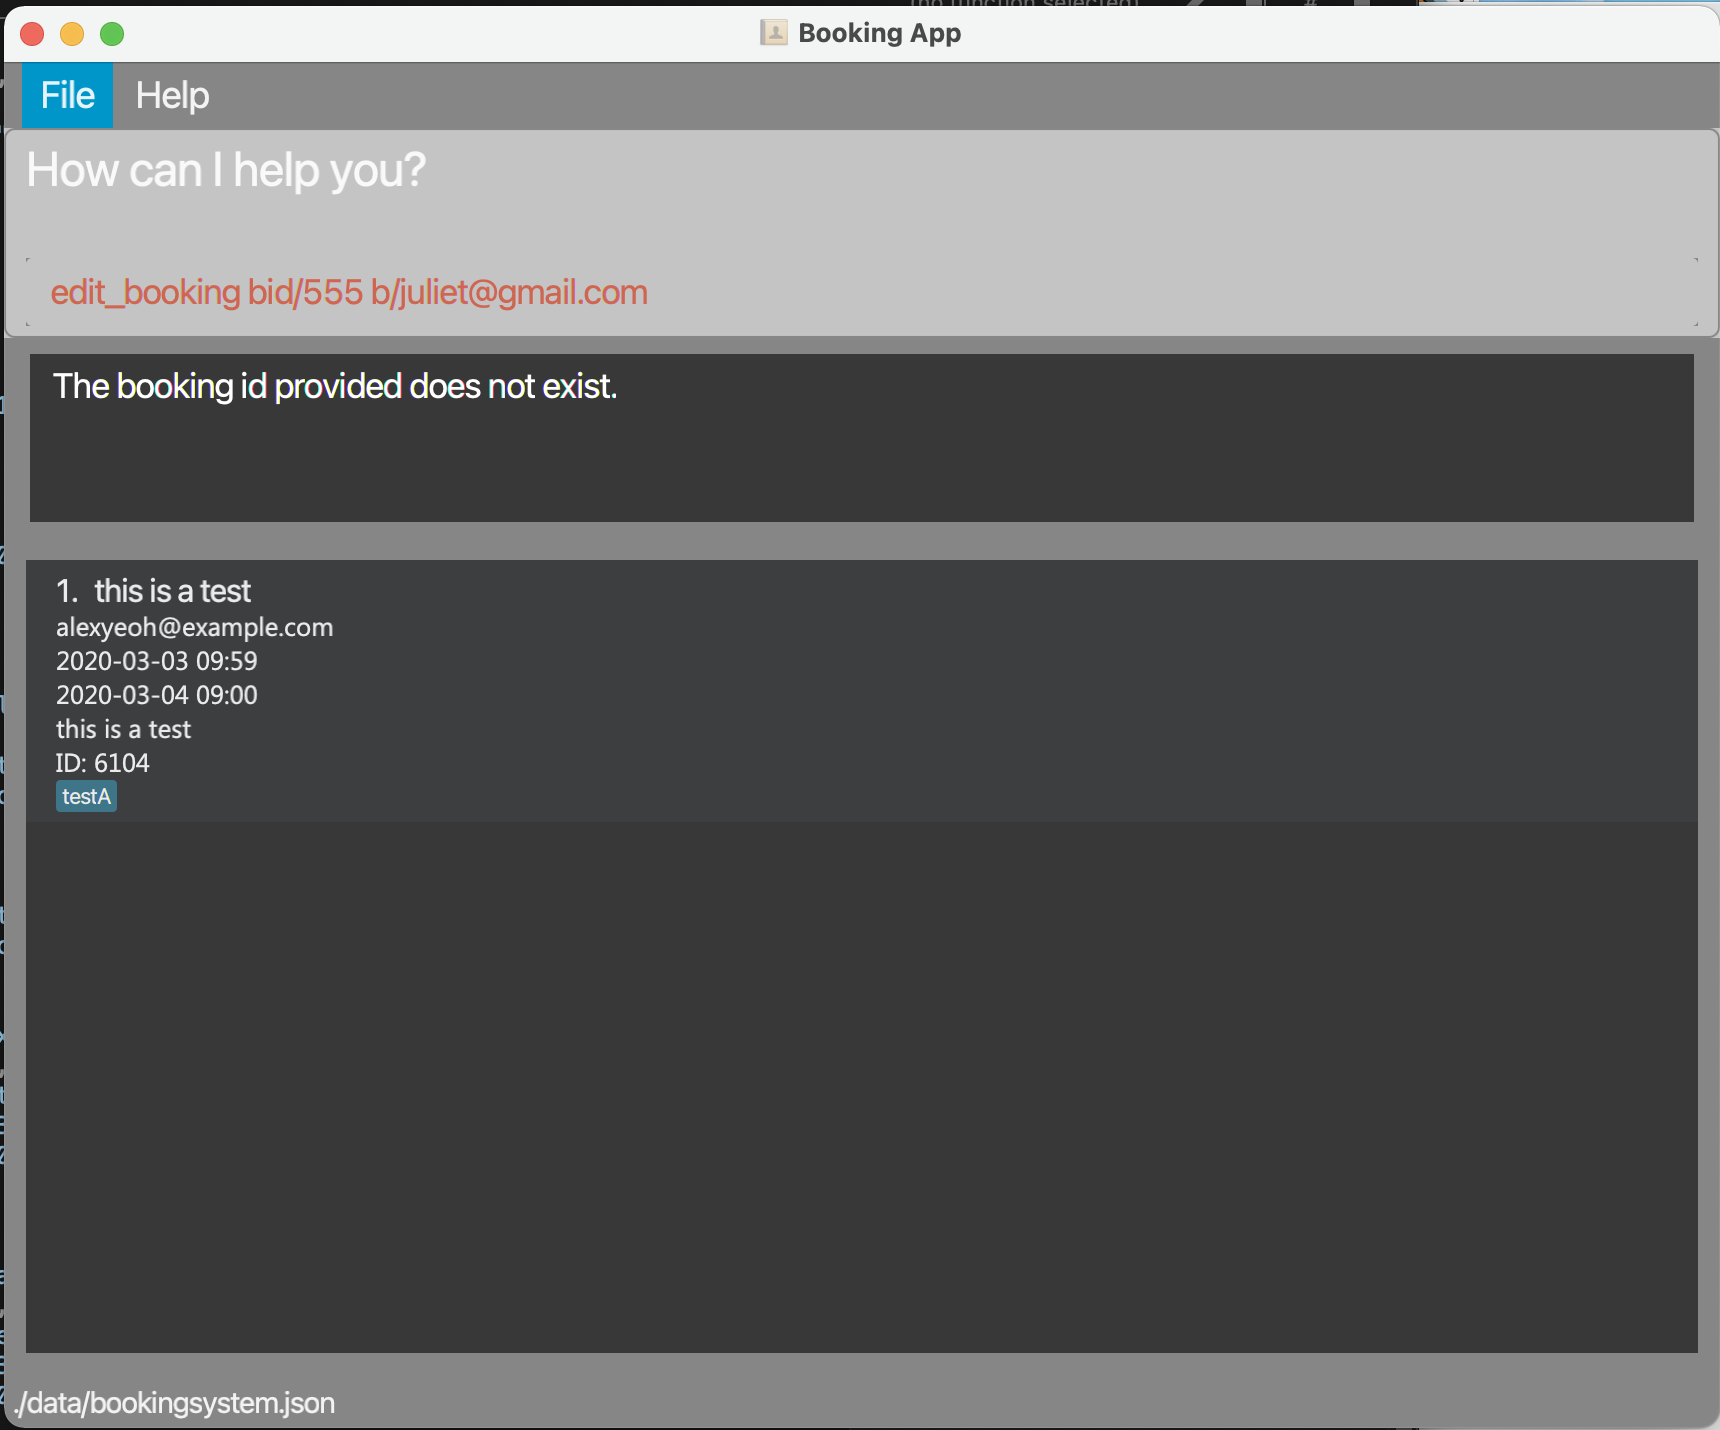 Booking App
File Help
How can I help you?
edit_booking bid/555 b/juliet@gmail.com
The booking id provided does not exist.
1. this is a test
alexyeoh@example.com
2020-03-03 09:59
2020-03-04 09:00
this is a test
ID: 6104
testA
./data/bookingsystem.json